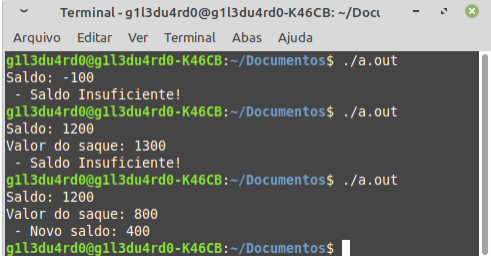 Terminal - g1l3du4rd0@g1l3du4rd0-K46CB: ~/Docu
Arquivo Editar Ver Terminal Abas Ajuda
g1l3du4rd0@g1l3du4rd0-K46CB:~/Documentos$ ./a.out
Saldo: -100
- Saldo Insuficiente!
g1l3du4rd0@g1l3du4rd0-K46CB:~/Documentos$ ./a.out
Saldo: 1200
Valor do saque: 1300
- Saldo Insuficiente!
g1l3du4rd0@g1l3du4rd0-K46CB:~/Documentos$ ./a.out
Saldo: 1200
Valor do saque: 800
- Novo saldo: 400
g1l3du4rd0@g1l3du4rd0-K46CB:~/Documentos$